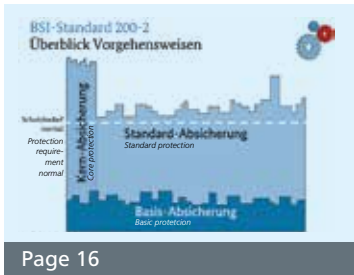 BSI-Standard 200-2
Überblick Vorgehensweisen
Schutzbedarf
normal
Protection
require-
ment
normal
Kern-Absicherung
Core protection
Standard-Absicherung
Standard protection
Basis-Absicherung
Basic protetcion
Page 16